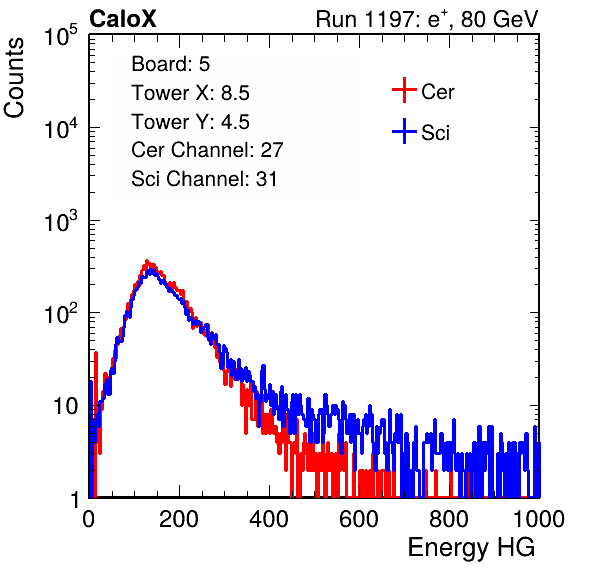 CaloX Run 1197: e⁺, 80 GeV
Counts
Board: 5
Tower X: 8.5
Tower Y: 4.5
Cer Channel: 27
Sci Channel: 31
Cer
Sci
10⁵
10⁴
10³
10²
10
1
0 200 400 600 800 1000
Energy HG